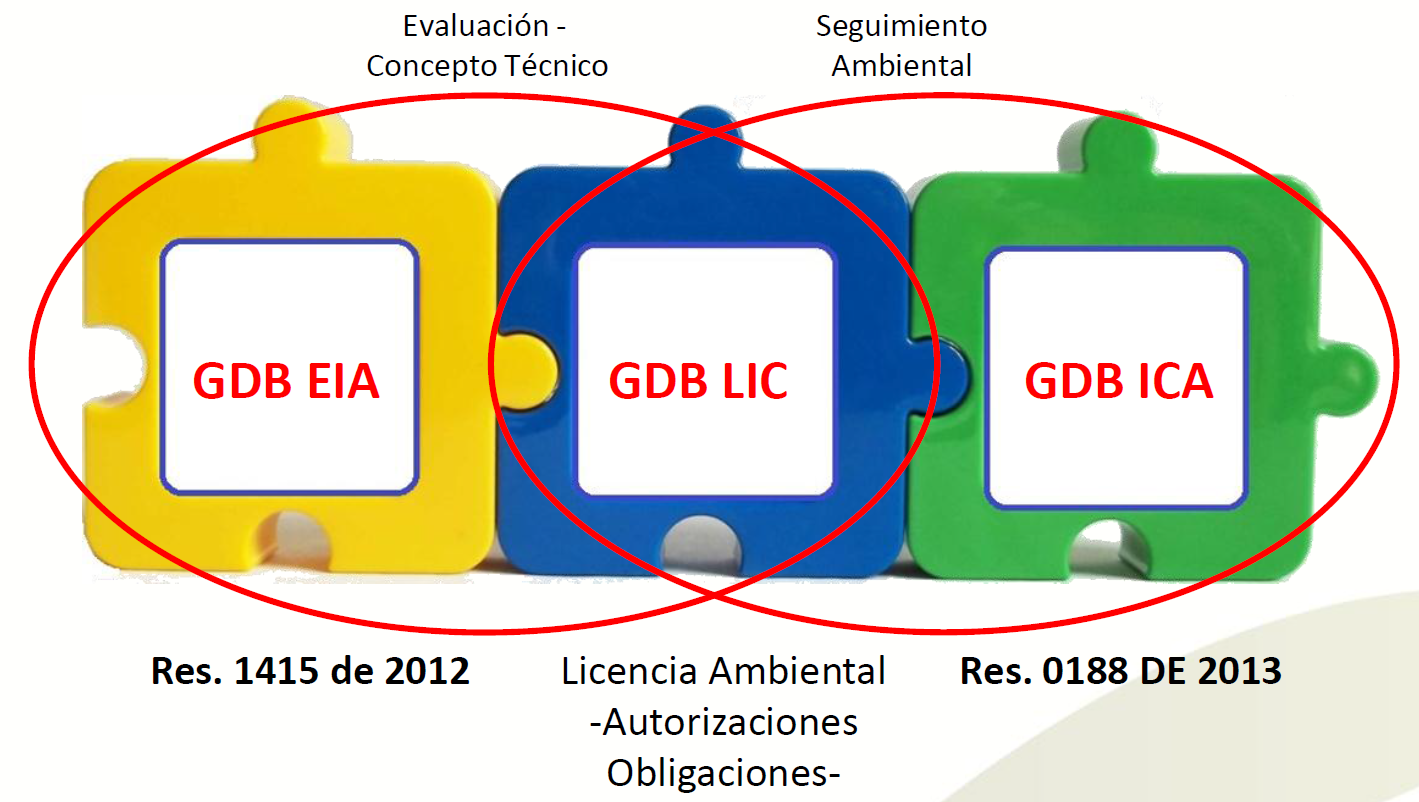 Evaluación -
Concepto Técnico
Seguimiento
Ambiental
GDB EIA
GDB LIC
GDB ICA
Res. 1415 de 2012
Licencia Ambiental
-Autorizaciones
Obligaciones-
Res. 0188 DE 2013